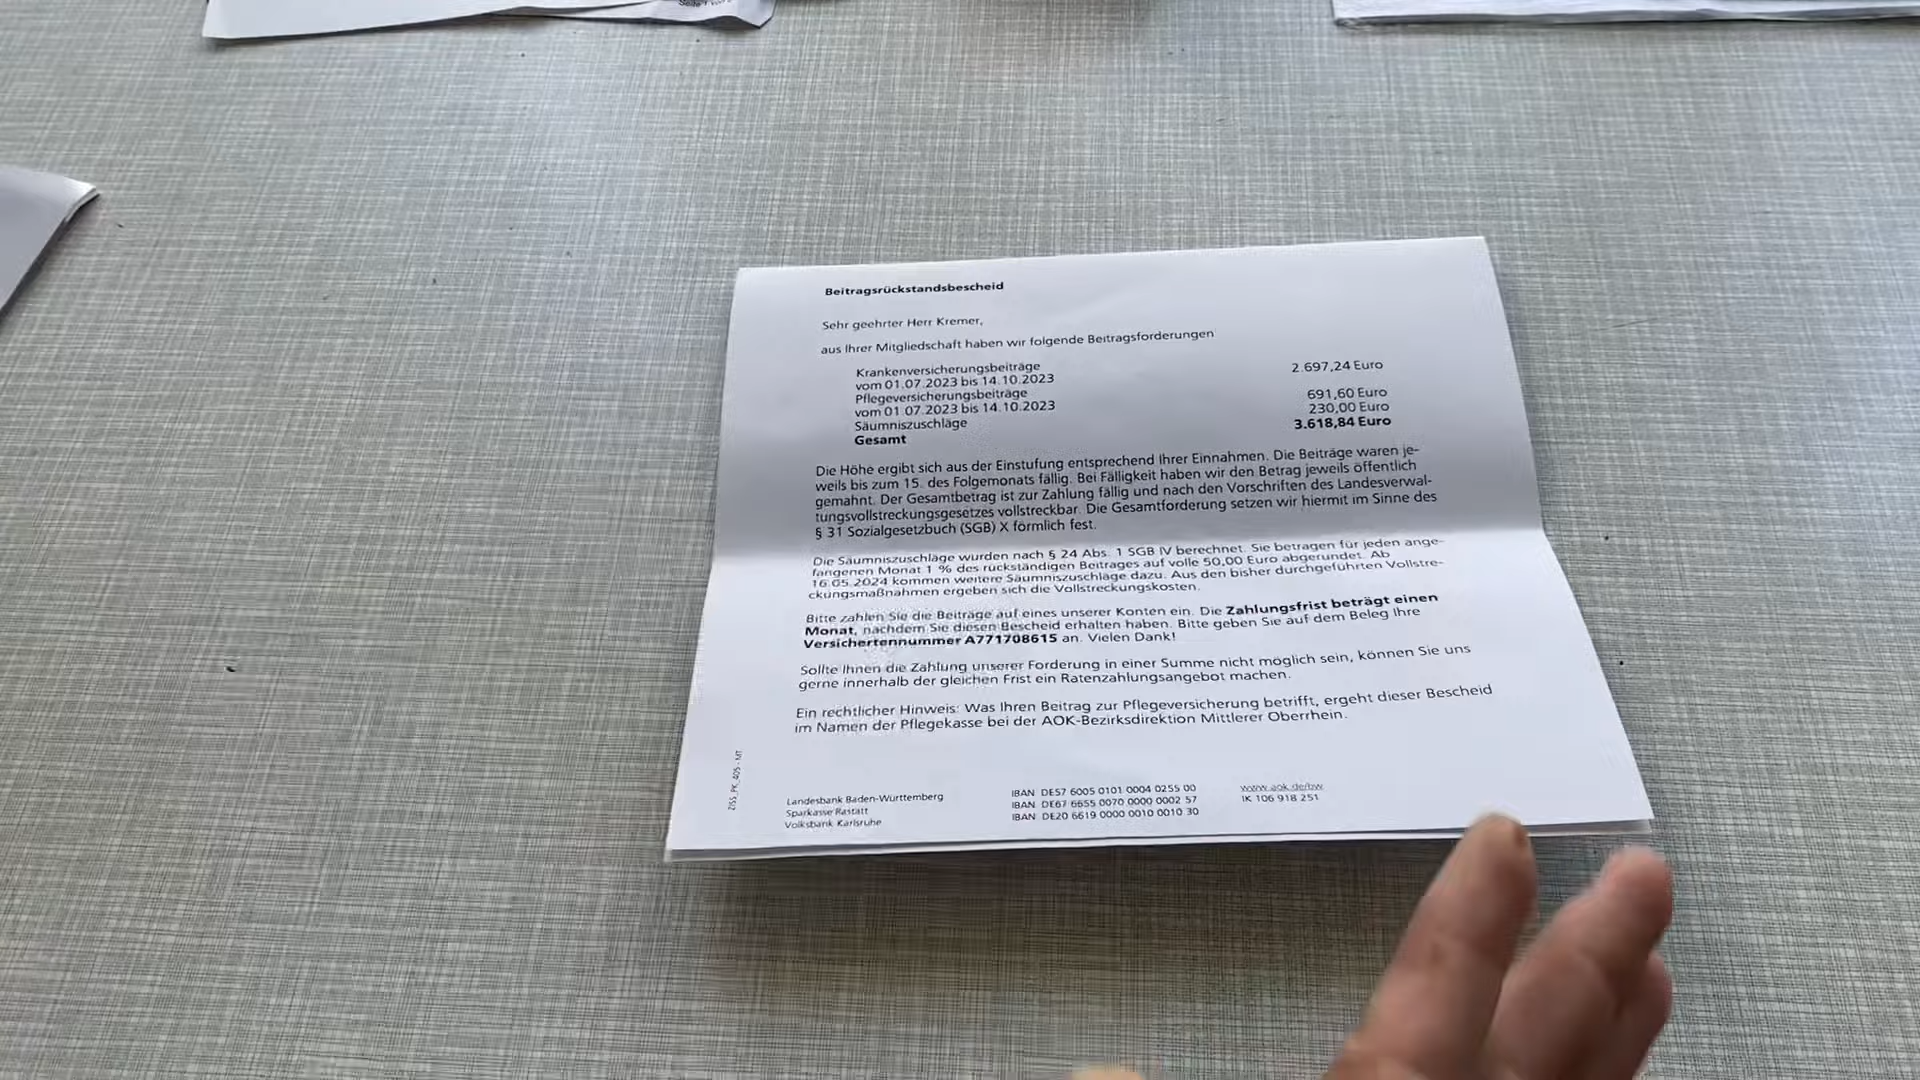 Beitragsrückstandsbescheid
Sehr geehrter Herr Kremer,
aus Ihrer Mitgliedschaft haben wir folgende Beitragsforderungen
Krankenversicherungsbeiträge 2.697,24 Euro
vom 01.07.2023 bis 14.10.2023
Pflegeversicherungsbeiträge 691,60 Euro
vom 01.07.2023 bis 14.10.2023 230,00 Euro
Säumniszuschläge 3.618,84 Euro
Gesamt
Die Höhe ergibt sich aus der Einstufung entsprechend Ihrer Einnahmen. Die Beiträge waren je-
weils bis zum 15. des Folgemonats fällig. Bei Fälligkeit haben wir den Betrag jeweils öffentlich
gemahnt. Der Gesamtbetrag ist zur Zahlung fällig und nach den Vorschriften des Landesverwal-
tungsvollstreckungsgesetzes vollstreckbar. Die Gesamtforderung setzen wir hiermit im Sinne des
§ 31 Sozialgesetzbuch (SGB) X förmlich fest.
Die Säumniszuschläge wurden nach § 24 Abs. 1 SGB IV berechnet. Sie betragen für jeden ange-
fangenen Monat 1 % des rückständigen Beitrages auf volle 50,00 Euro abgerundet. Ab
16.05.2024 kommen weitere Säumniszuschläge dazu. Aus den bisher durchgeführten Vollstre-
ckungsmaßnahmen ergeben sich die Vollstreckungskosten.
Bitte zahlen Sie die Beiträge auf eines unserer Konten ein. Die Zahlungsfrist beträgt einen
Monat, nachdem Sie diesen Bescheid erhalten haben. Bitte geben Sie auf dem Beleg Ihre
Versichertennummer A771708615 an. Vielen Dank!
Sollte Ihnen die Zahlung unserer Forderung in einer Summe nicht möglich sein, können Sie uns
gerne innerhalb der gleichen Frist ein Ratenzahlungsangebot machen.
Ein rechtlicher Hinweis: Was Ihren Beitrag zur Pflegeversicherung betrifft, ergeht dieser Bescheid
im Namen der Pflegekasse bei der AOK-Bezirksdirektion Mittlerer Oberrhein.
ZISS_PK_405 - MT
Landesbank Baden-Württemberg IBAN DE57 6005 0101 0004 0255 00 www.aok.de/bw
Sparkasse Rastatt IBAN DE67 6655 0070 0000 0002 57 IK 106 918 251
Volksbank Karlsruhe IBAN DE20 6619 0000 0010 0010 30